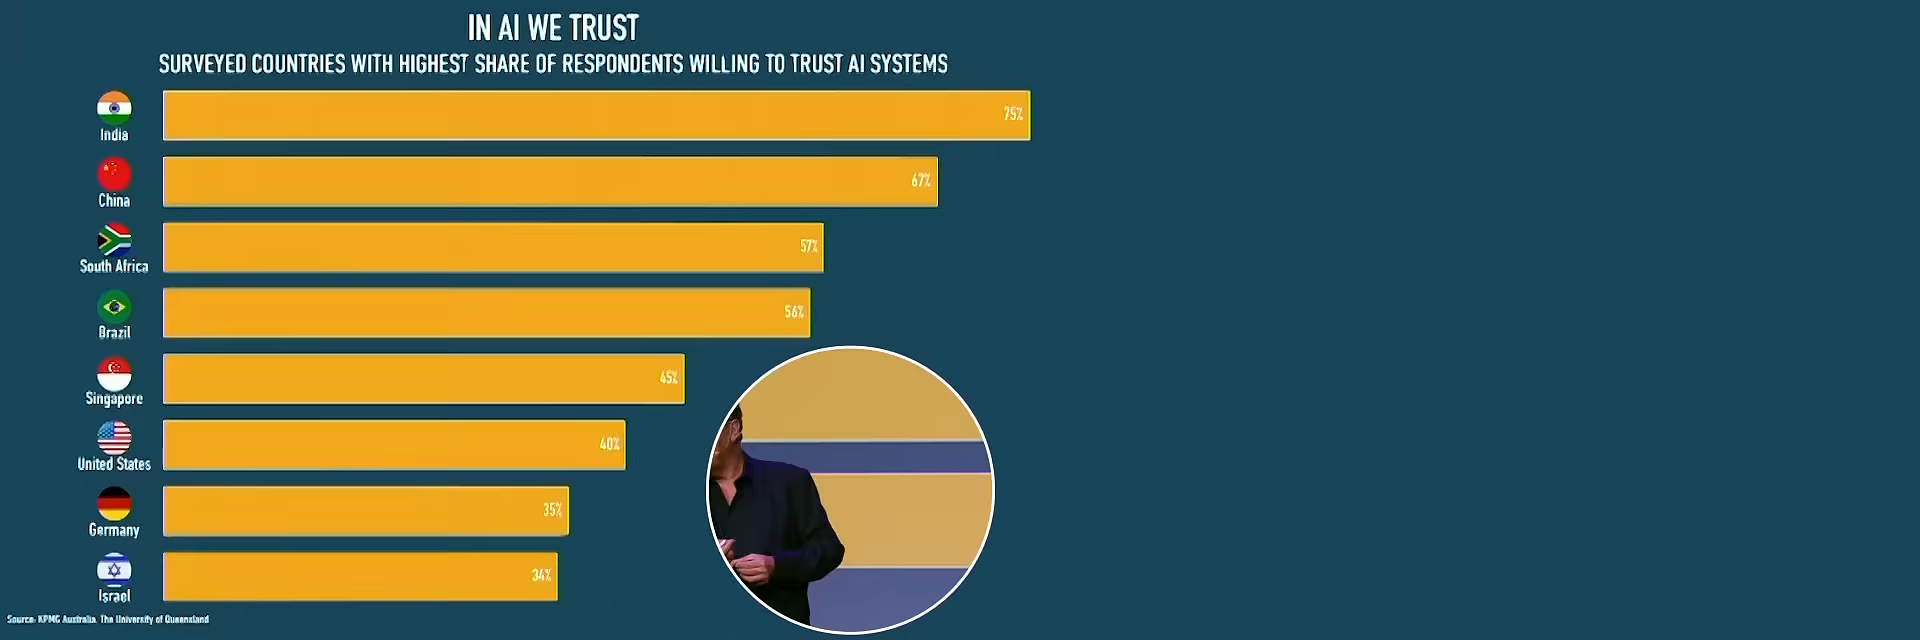 IN AI WE TRUST
SURVEYED COUNTRIES WITH HIGHEST SHARE OF RESPONDENTS WILLING TO TRUST AI SYSTEMS
India
75%
China
67%
South Africa
57%
Brazil
56%
Singapore
45%
United States
40%
Germany
35%
Israel
34%
Source: KPMG Australia, The University of Queensland